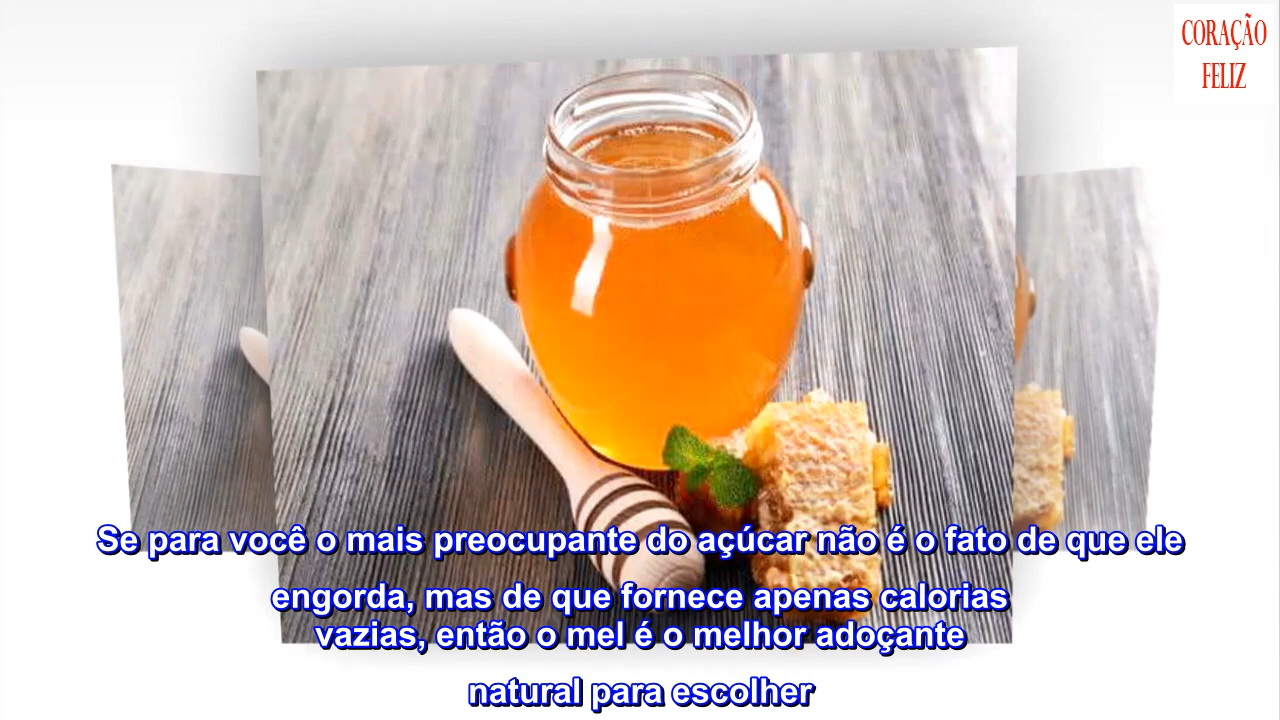 CORAÇÃO
FELIZ
Se para você o mais preocupante do açúcar não é o fato de que ele
engorda, mas de que fornece apenas calorias
vazias, então o mel é o melhor adoçante
natural para escolher